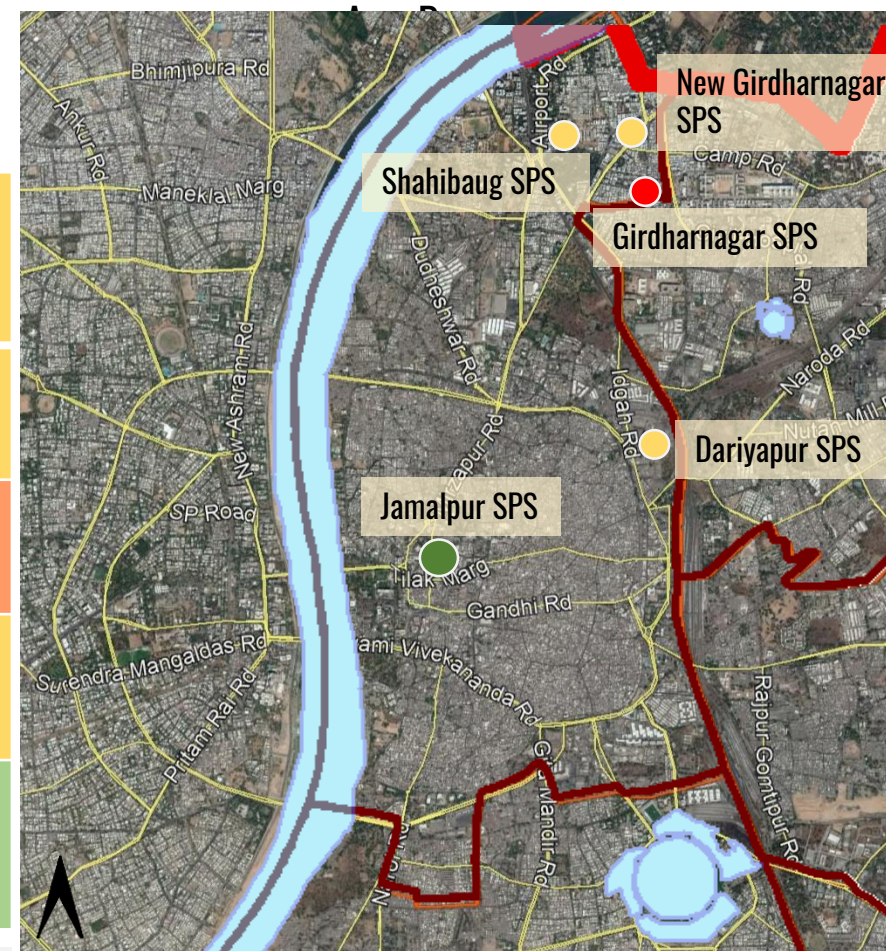 Bhimjipura Rd
Airport Rd
New Girdharnagar
SPS
Ankur Rd
Camp Rd
Maneklal Marg
Shahibaug SPS
Girdharnagar SPS
Dudheshwar Rd
Rd
New Ashram Rd
Naroda Rd
Idgah Rd
Nutan Mill
Dariyapur SPS
Jamalpur SPS
SP Road
Tilak Marg
Gandhi Rd
Surendra Mangaldas Rd
Vivekananda Rd
Pritam Rai Rd
Rajpur Gomtipur Rd
Gita Mandir Rd